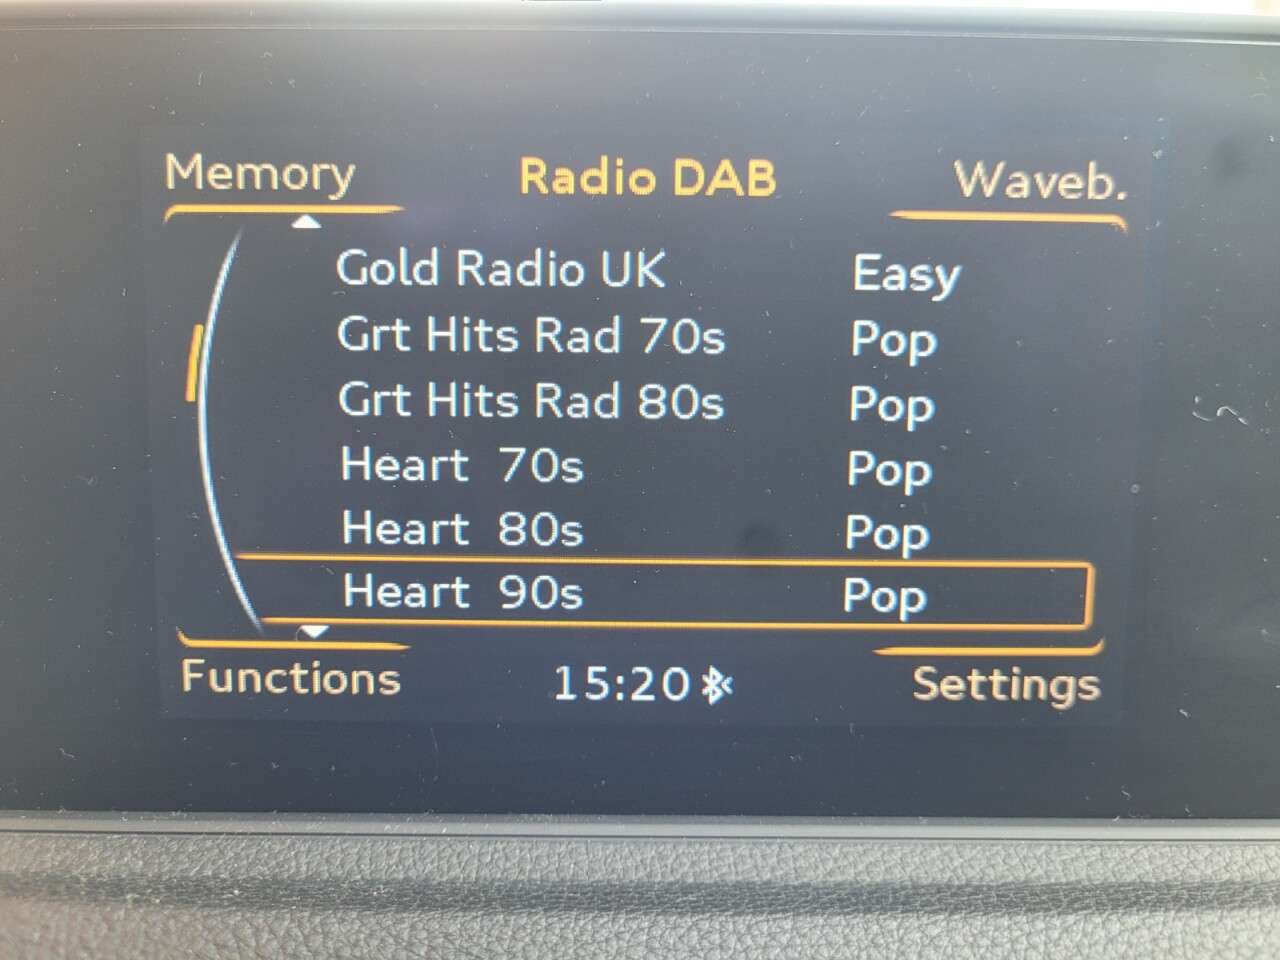 Memory Radio DAB Waveb.
Gold Radio UK Easy
Grt Hits Rad 70s Pop
Grt Hits Rad 80s Pop
Heart 70s Pop
Heart 80s Pop
Heart 90s Pop
Functions 15:20 Settings